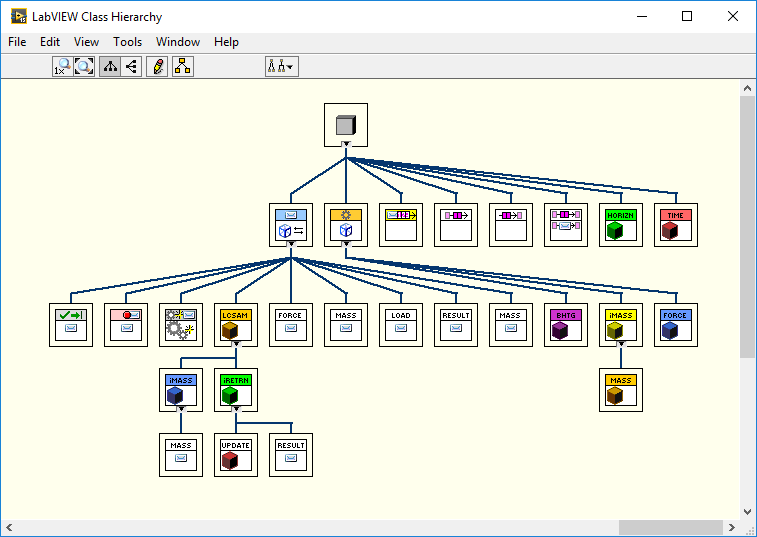 LabVIEW Class Hierarchy
File Edit View Tools Window Help
1x
HORIZN TIME
LCSAM FORCE MASS LOAD RESULT MASS BHTG iMASS FORCE
iMASS iRETRN MASS
MASS UPDATE RESULT